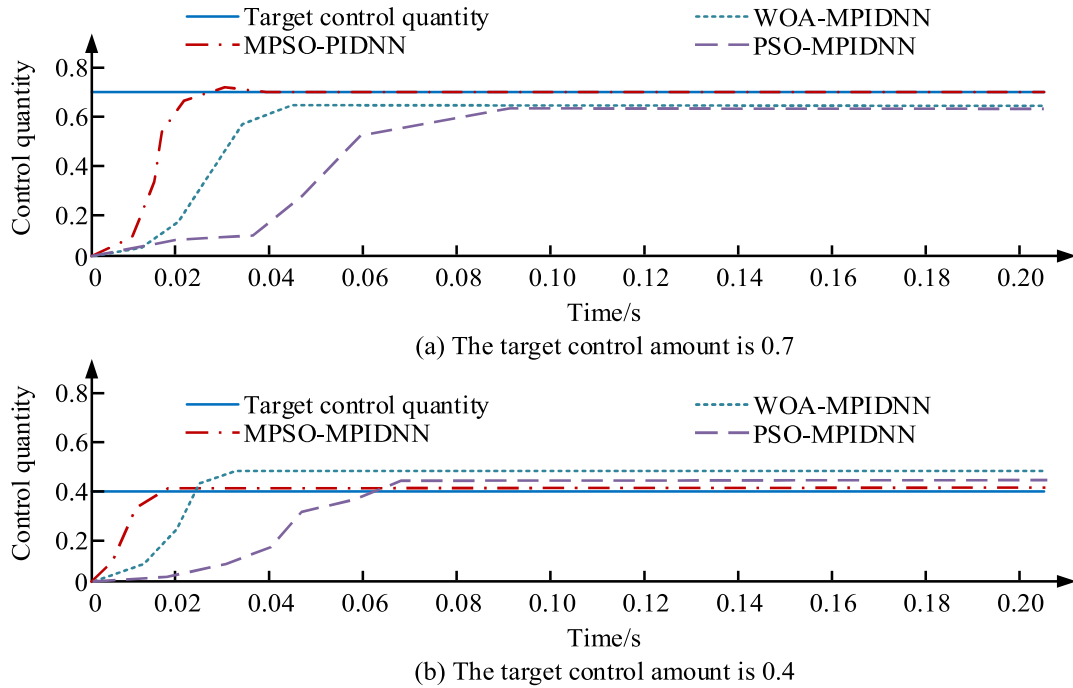 Target control quantity
WOA-MPIDNN
MPSO-PIDNN
PSO-MPIDNN
Control quantity
0.8
0.6
0.4
0.2
0
0 0.02 0.04 0.06 0.08 0.10 0.12 0.14 0.16 0.18 0.20
Time/s
(a) The target control amount is 0.7
Target control quantity
WOA-MPIDNN
MPSO-MPIDNN
PSO-MPIDNN
Control quantity
0.8
0.6
0.4
0.2
0
0 0.02 0.04 0.06 0.08 0.10 0.12 0.14 0.16 0.18 0.20
Time/s
(b) The target control amount is 0.4